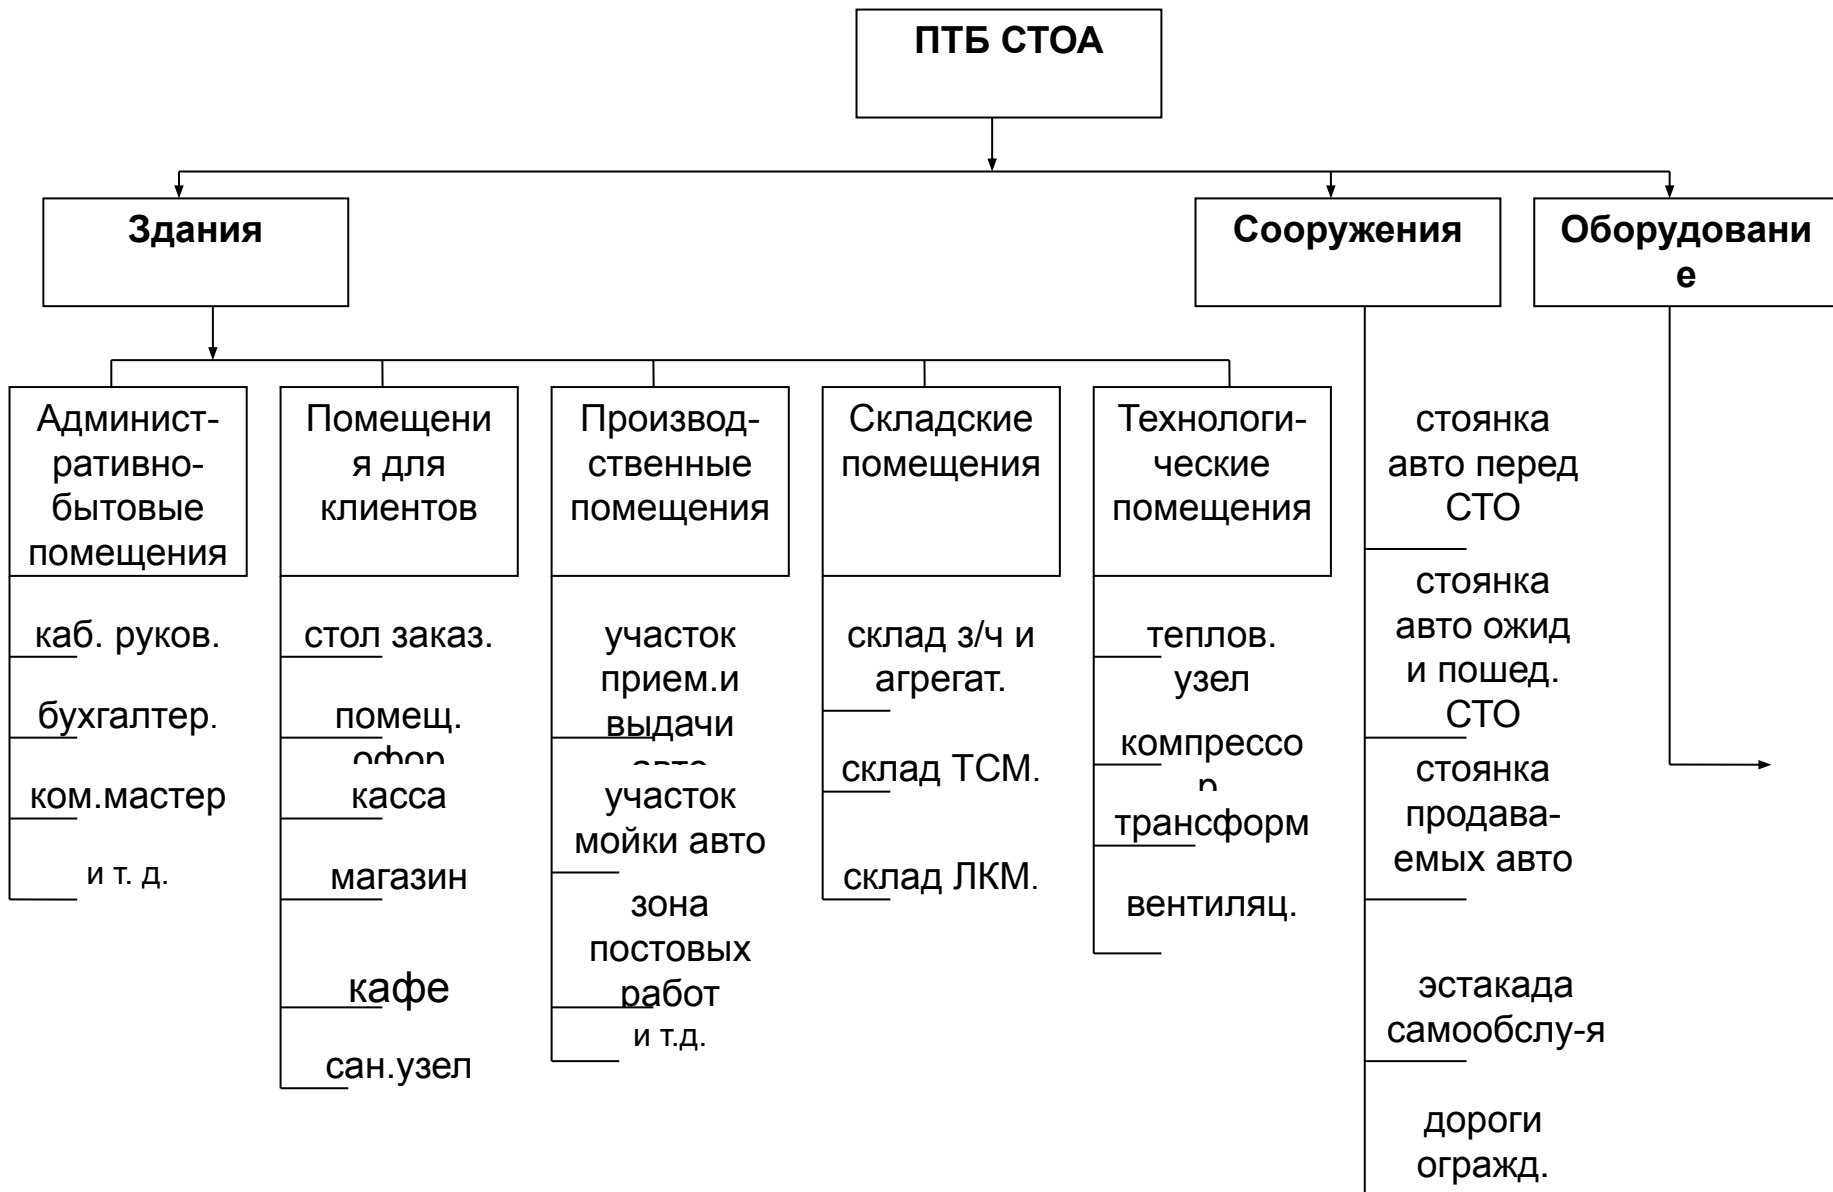 ПТБ СТОА
Здания
Сооружения
Оборудовани
е
Админист-
ративно-
бытовые
помещения
каб. руков.
бухгалтер.
ком.мастер
и т. д.
Помещени
я для
клиентов
стол заказ.
помещ.
офор
касса
магазин
кафе
сан.узел
Производ-
ственные
помещения
участок
прием.и
выдачи
авто
участок
мойки авто
зона
постовых
работ
и т.д.
Складские
помещения
склад з/ч и
агрегат.
склад ТСМ.
склад ЛКМ.
Технологи-
ческие
помещения
теплов.
узел
компрессо
р
трансформ
вентиляц.
стоянка
авто перед
СТО
стоянка
авто ожид
и пошед.
СТО
стоянка
продава-
емых авто
эстакада
самообслу-я
дороги
огражд.